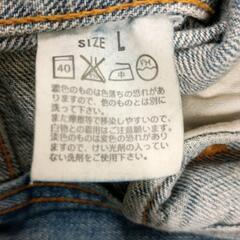 SIZE L
40 中
濃色のものは色落ちの恐れがあ
りますので、他のものとは別に
洗って下さい。
また摩擦等で移染しやすいので、
白物との着用はご注意願います。
淡色のものは変色の恐れがあり
ますので、けい光剤の入ってい
ない洗剤をご使用下さい。